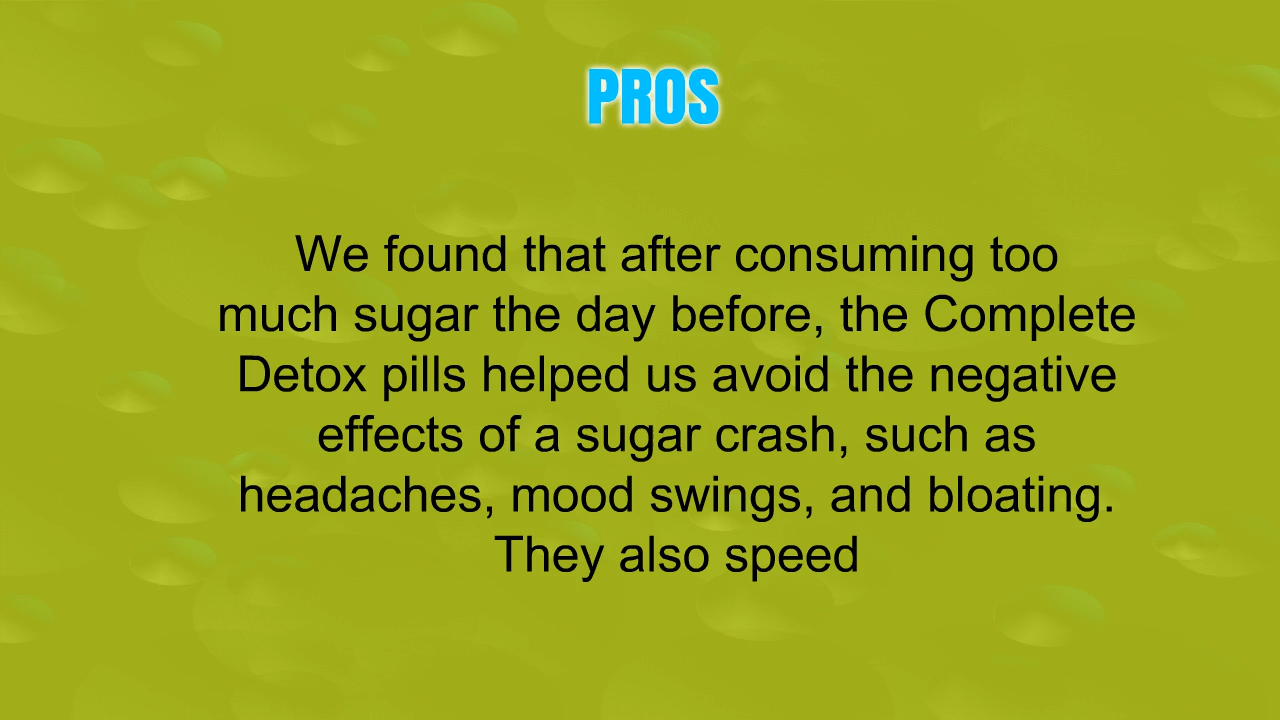 PROS
We found that after consuming too
much sugar the day before, the Complete
Detox pills helped us avoid the negative
effects of a sugar crash, such as
headaches, mood swings, and bloating.
They also speed